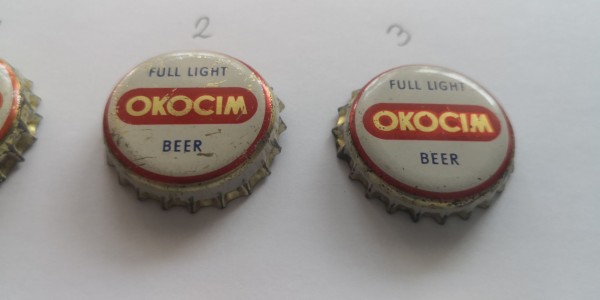 2
3
FULL LIGHT
OKOCIM
BEER
FULL LIGHT
OKOCIM
BEER